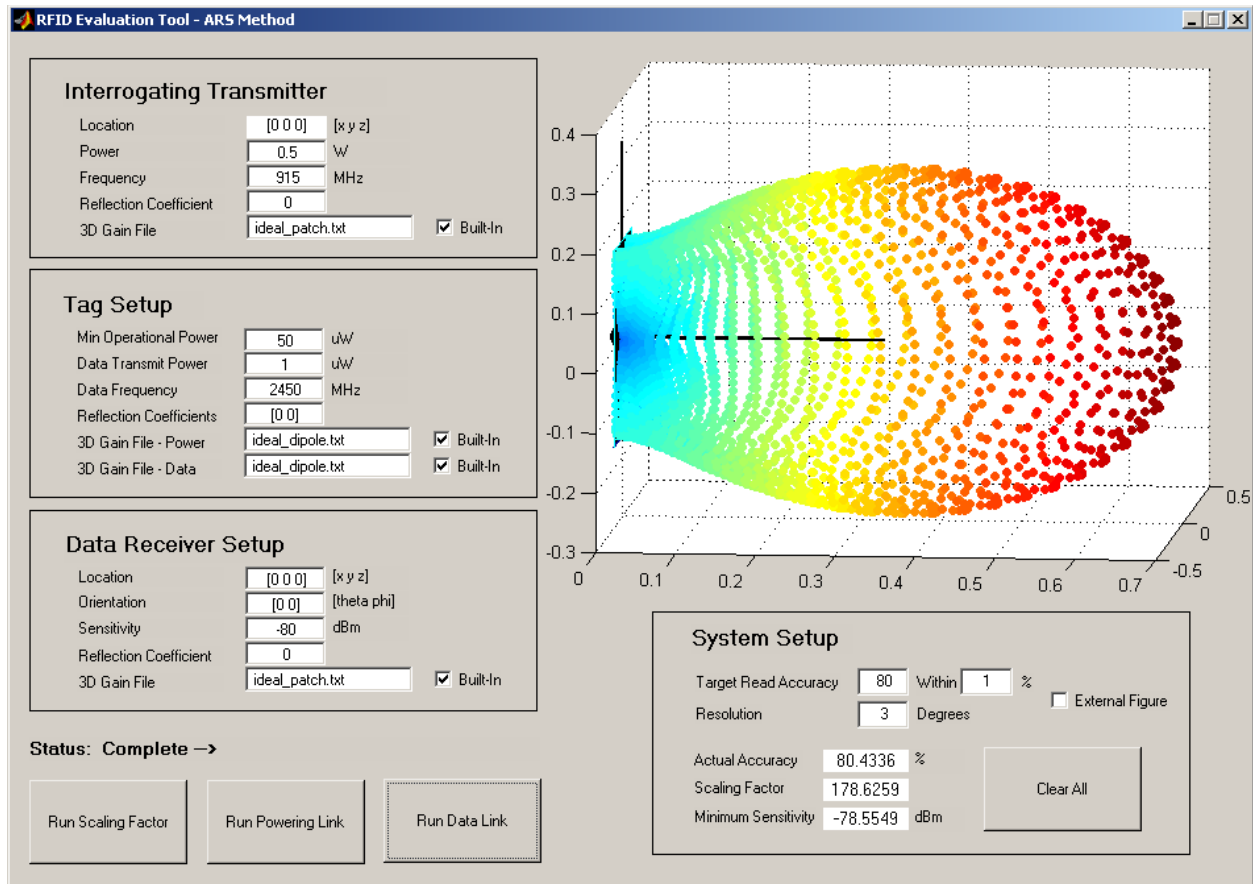 RFID Evaluation Tool - ARS Method
Interrogating Transmitter
Location [0 0 0] [x y z]
Power 0.5 W
Frequency 915 MHz
Reflection Coefficient 0
3D Gain File ideal_patch.txt Built-In
Tag Setup
Min Operational Power 50 uW
Data Transmit Power 1 uW
Data Frequency 2450 MHz
Reflection Coefficients [0 0]
3D Gain File - Power ideal_dipole.txt Built-In
3D Gain File - Data ideal_dipole.txt Built-In
Data Receiver Setup
Location [0 0 0] [x y z]
Orientation [0 0] [theta phi]
Sensitivity -80 dBm
Reflection Coefficient 0
3D Gain File ideal_patch.txt Built-In
Status: Complete -->
Run Scaling Factor
Run Powering Link
Run Data Link
0.4
0.3
0.2
0.1
0
-0.1
-0.2
-0.3
0 0.1 0.2 0.3 0.4 0.5 0.6 0.7
-0.5
0
0.5
System Setup
Target Read Accuracy 80 Within 1 %
Resolution 3 Degrees
External Figure
Actual Accuracy 80.4336 %
Scaling Factor 178.6259
Minimum Sensitivity -78.5549 dBm
Clear All